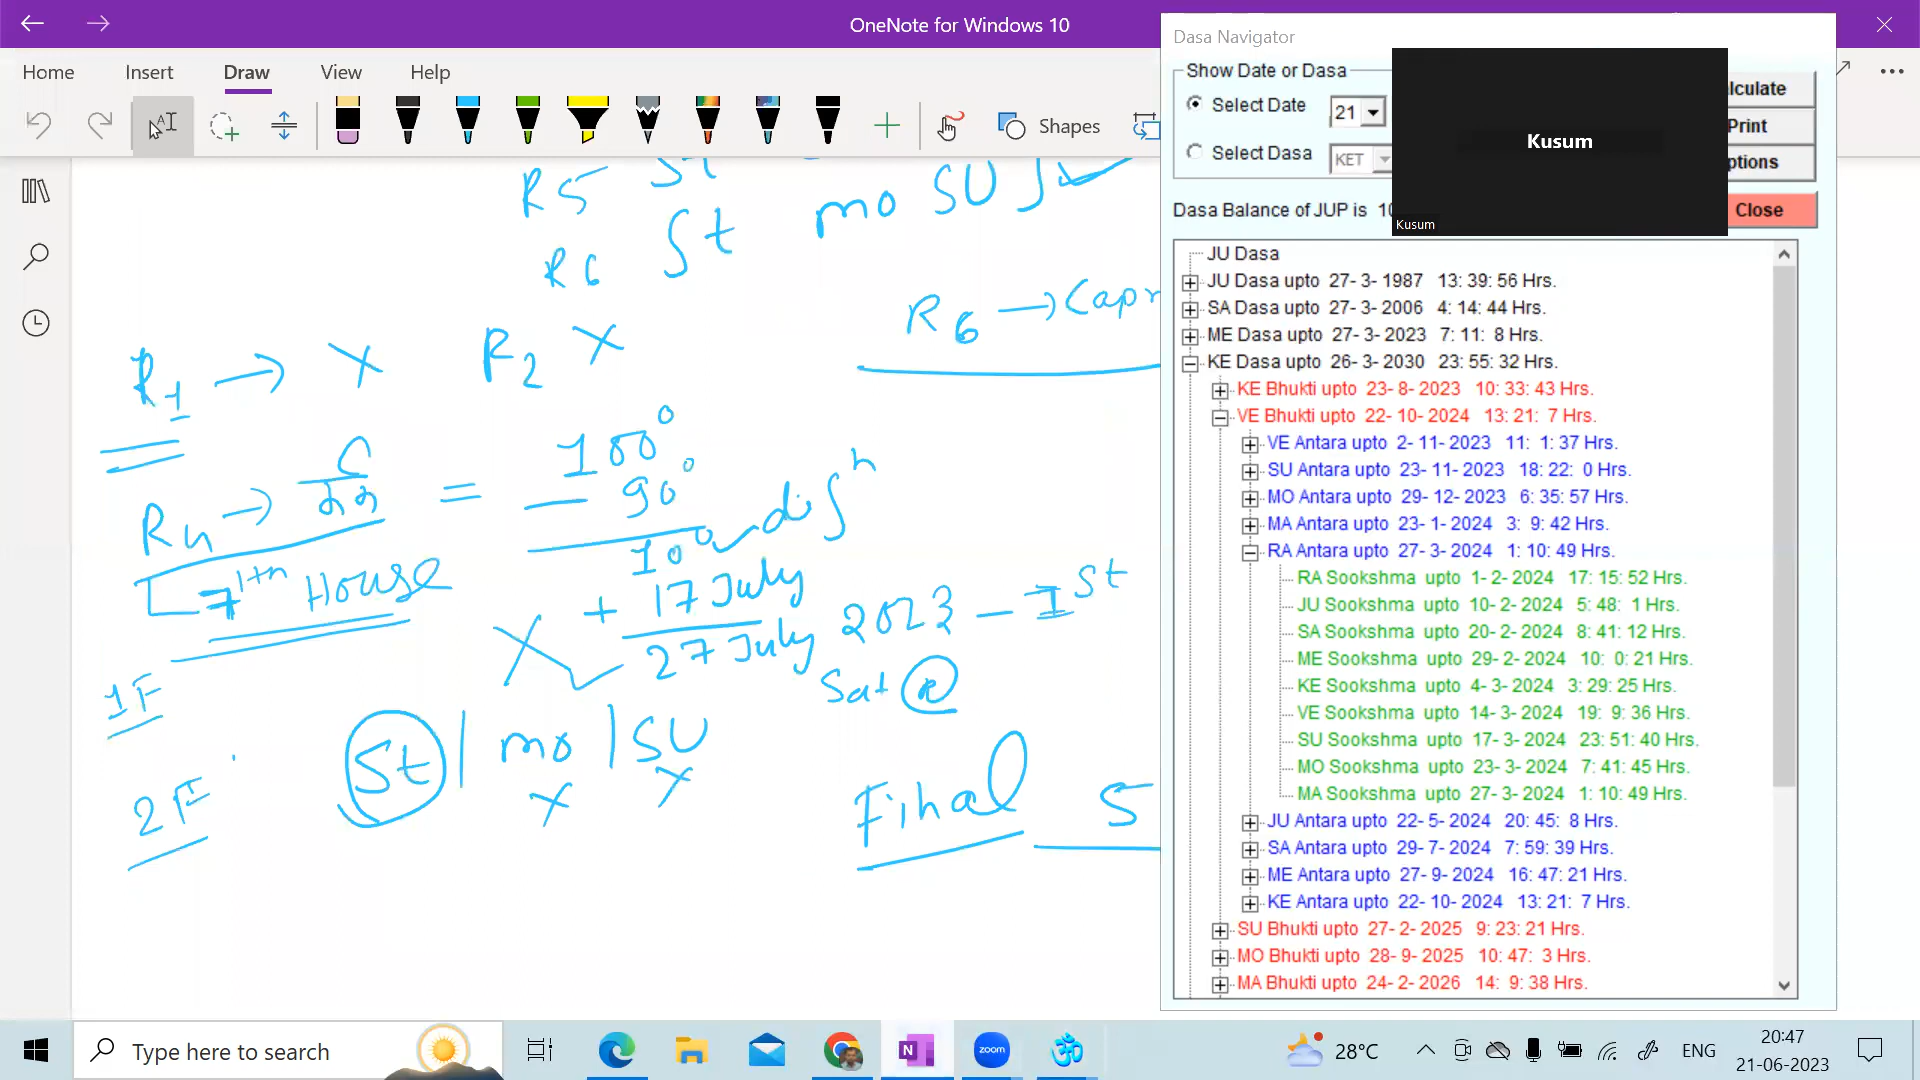 OneNote for Windows 10
Home Insert Draw View Help
Shapes
R5 St
mo SU
R6 St
R6 → Capr
R1 → X R2 X
R4 → = 100°
90°
10° dish
7th House
+ 17 July
27 July 2023 - Ist
Sat R
1F
St | mo | SU
X X
2F
Final 5
Dasa Navigator
Show Date or Dasa
Select Date 21
Select Dasa KET
lculate
Print
ptions
Close
Kusum
Kusum
Dasa Balance of JUP is 10
JU Dasa
JU Dasa upto 27- 3- 1987 13: 39: 56 Hrs.
SA Dasa upto 27- 3- 2006 4: 14: 44 Hrs.
ME Dasa upto 27- 3- 2023 7: 11: 8 Hrs.
KE Dasa upto 26- 3- 2030 23: 55: 32 Hrs.
KE Bhukti upto 23- 8- 2023 10: 33: 43 Hrs.
VE Bhukti upto 22- 10- 2024 13: 21: 7 Hrs.
VE Antara upto 2- 11- 2023 11: 1: 37 Hrs.
SU Antara upto 23- 11- 2023 18: 22: 0 Hrs.
MO Antara upto 29- 12- 2023 6: 35: 57 Hrs.
MA Antara upto 23- 1- 2024 3: 9: 42 Hrs.
RA Antara upto 27- 3- 2024 1: 10: 49 Hrs.
RA Sookshma upto 1- 2- 2024 17: 15: 52 Hrs.
JU Sookshma upto 10- 2- 2024 5: 48: 1 Hrs.
SA Sookshma upto 20- 2- 2024 8: 41: 12 Hrs.
ME Sookshma upto 29- 2- 2024 10: 0: 21 Hrs.
KE Sookshma upto 4- 3- 2024 3: 29: 25 Hrs.
VE Sookshma upto 14- 3- 2024 19: 9: 36 Hrs.
SU Sookshma upto 17- 3- 2024 23: 51: 40 Hrs.
MO Sookshma upto 23- 3- 2024 7: 41: 45 Hrs.
MA Sookshma upto 27- 3- 2024 1: 10: 49 Hrs.
JU Antara upto 22- 5- 2024 20: 45: 8 Hrs.
SA Antara upto 29- 7- 2024 7: 59: 39 Hrs.
ME Antara upto 27- 9- 2024 16: 47: 21 Hrs.
KE Antara upto 22- 10- 2024 13: 21: 7 Hrs.
SU Bhukti upto 27- 2- 2025 9: 23: 21 Hrs.
MO Bhukti upto 28- 9- 2025 10: 47: 3 Hrs.
MA Bhukti upto 24- 2- 2026 14: 9: 38 Hrs.
Type here to search
zoom
28°C
ENG
20:47
21-06-2023